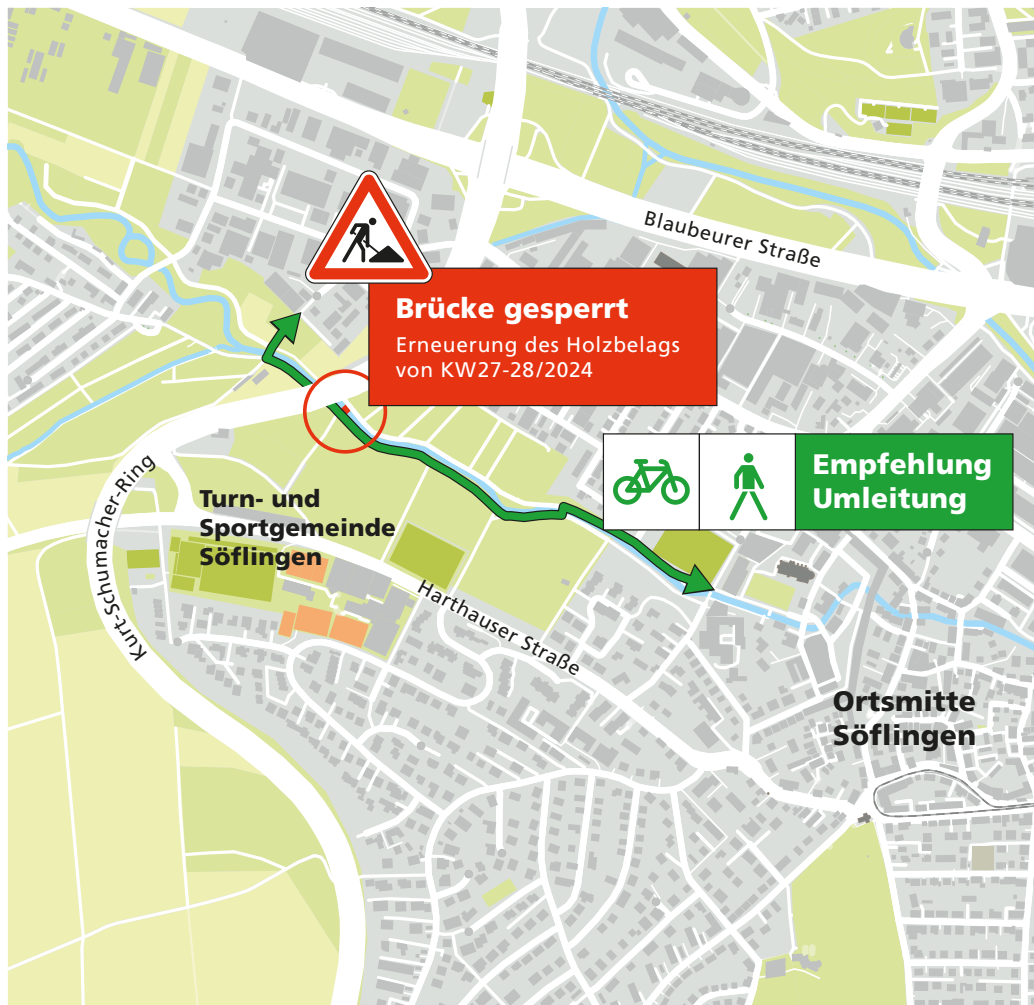 Blaubeurer Straße
Brücke gesperrt
Erneuerung des Holzbelags
von KW27-28/2024
Empfehlung
Umleitung
Kurt-Schumacher-Ring
Turn- und
Sportgemeinde
Söflingen
Harthauser Straße
Ortsmitte
Söflingen